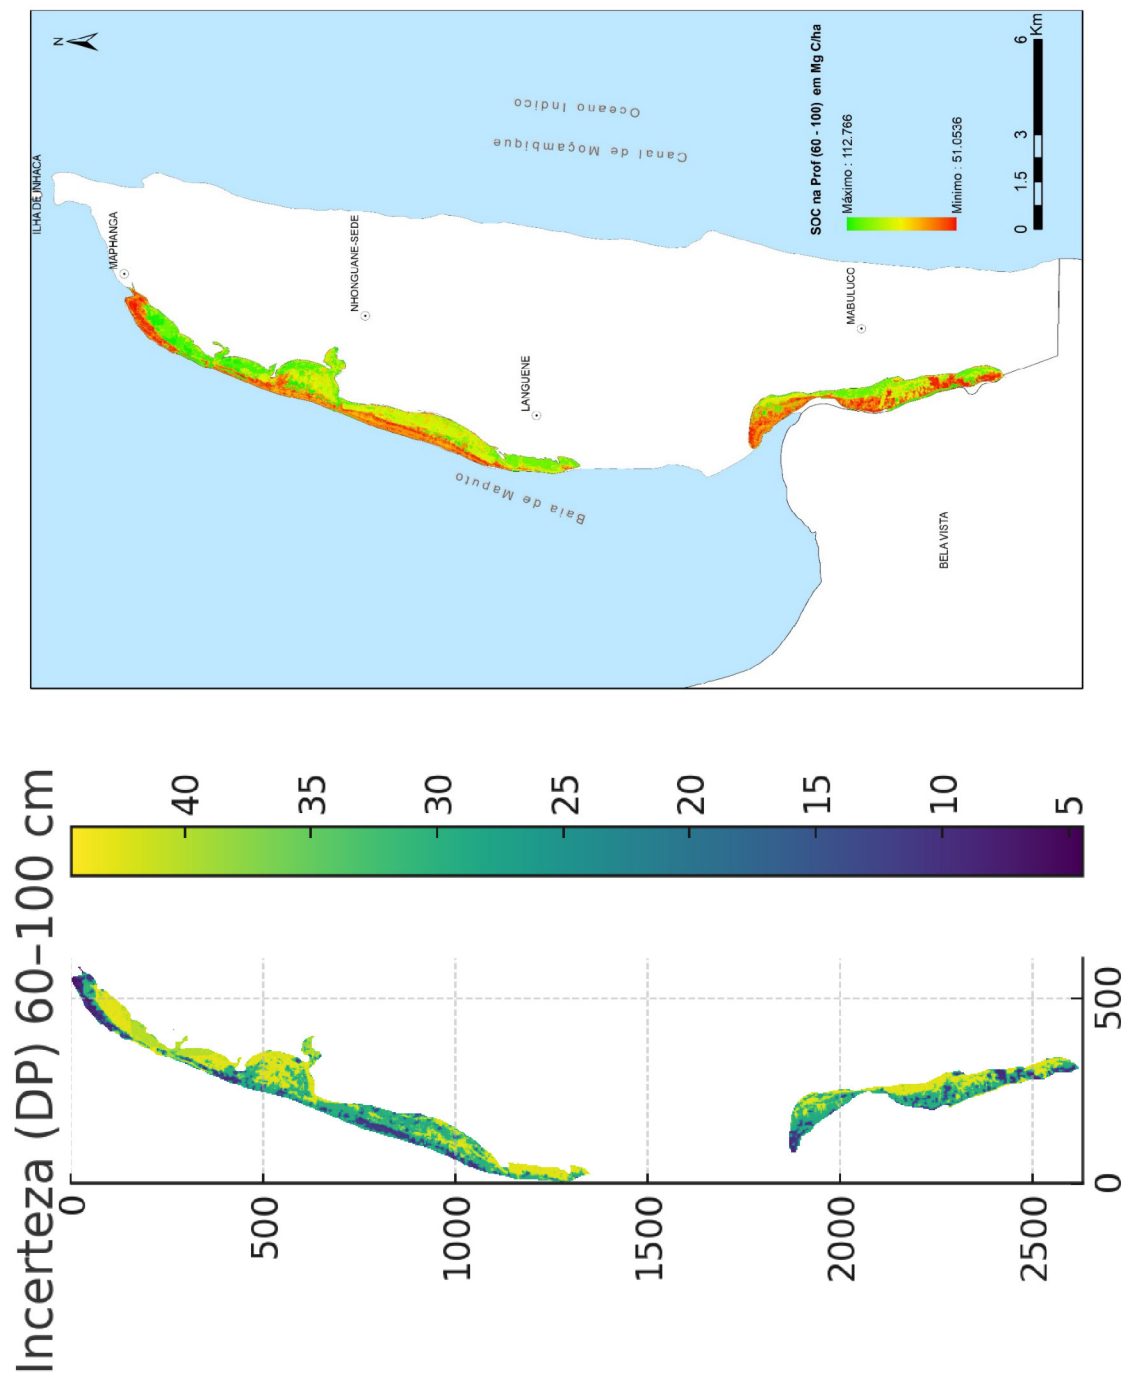 N
ILHA DE INHACA
MAPHANGA
NHONGUANE-SEDE
LANGUENE
MABULUCO
BELA VISTA
Oceano Indico
Canal de Moçambique
Baia de Maputo
SOC na Prof (60 - 100) em Mg C/ha
Máximo : 112.766
Minimo : 51.0536
0 1.5 3 6 Km
Incerteza (DP) 60–100 cm
40
35
30
25
20
15
10
5
0
500
1000
1500
2000
2500
0
500